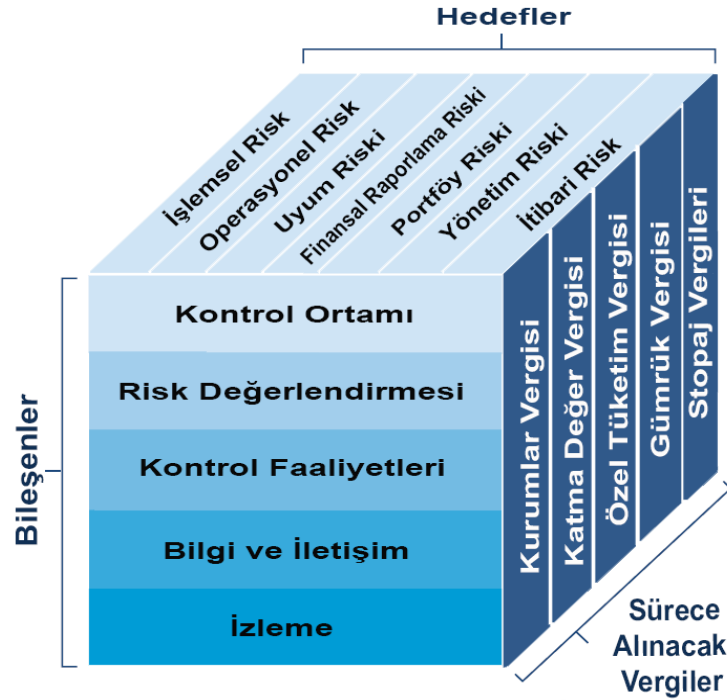 Hedefler
İşlemsel Risk
Operasyonel Risk
Uyum Riski
Finansal Raporlama Riski
Portföy Riski
Yönetim Riski
İtibari Risk
Bileşenler
Kontrol Ortamı
Risk Değerlendirmesi
Kontrol Faaliyetleri
Bilgi ve İletişim
İzleme
Kurumlar Vergisi
Katma Değer Vergisi
Özel Tüketim Vergisi
Gümrük Vergisi
Stopaj Vergileri
Sürece
Alınacak
Vergiler